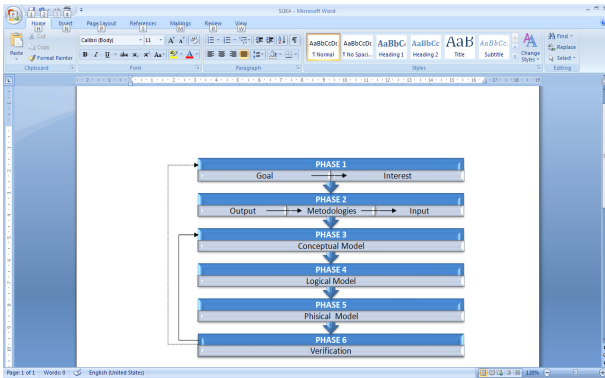 SLIKA - Microsoft Word
Home Insert Page Layout References Mailings Review View
Cut
Copy
Format Painter
Paste
Calibri (Body) 11
AaBbCcDc AaBbCcDc AaBbCc AaBbCc AaB AaBbCc.
¶ Normal ¶ No Spaci... Heading 1 Heading 2 Title Subtitle
Change Styles
Find
Replace
Select
Clipboard Font Paragraph Styles Editing
PHASE 1
Goal Interest
PHASE 2
Output Metodologies Input
PHASE 3
Conceptual Model
PHASE 4
Logical Model
PHASE 5
Phisical Model
PHASE 6
Verification
Page: 1 of 1 Words: 0 English (United States) 120%